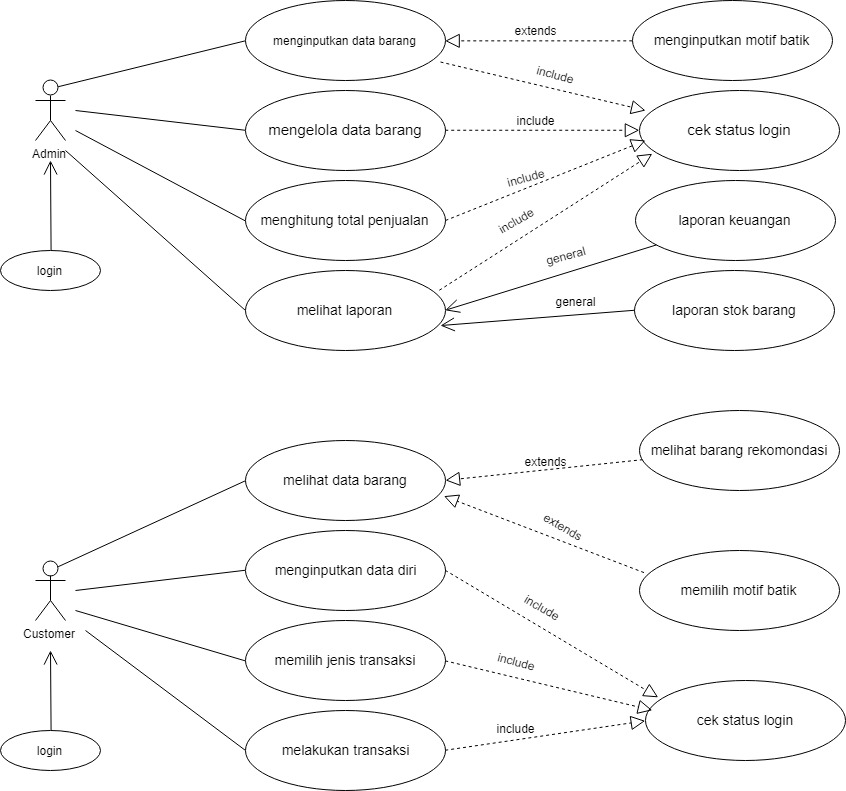 menginputkan data barang
extends
menginputkan motif batik
include
Admin
mengelola data barang
include
cek status login
include
menghitung total penjualan
include
laporan keuangan
general
login
melihat laporan
general
laporan stok barang
melihat data barang
extends
melihat barang rekomondasi
extends
menginputkan data diri
memilih motif batik
include
Customer
memilih jenis transaksi
include
cek status login
include
login
melakukan transaksi